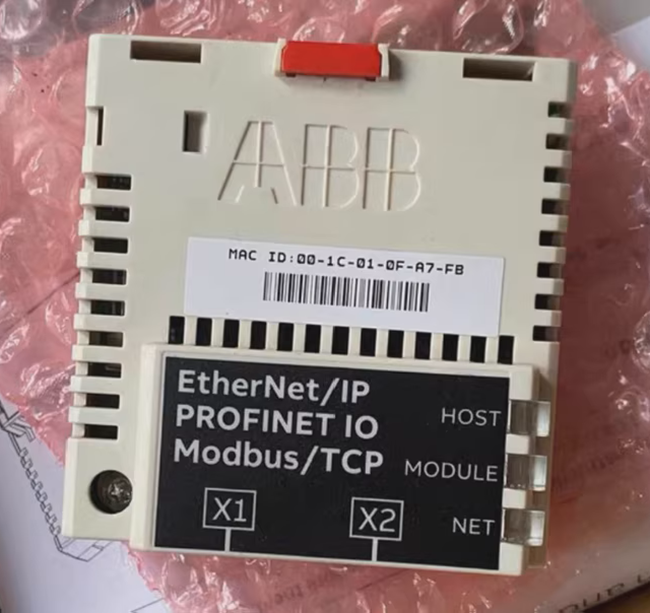 ABB
MAC ID:00-1C-01-0F-A7-FB
EtherNet/IP
PROFINET IO
Modbus/TCP
HOST
MODULE
NET
X1
X2